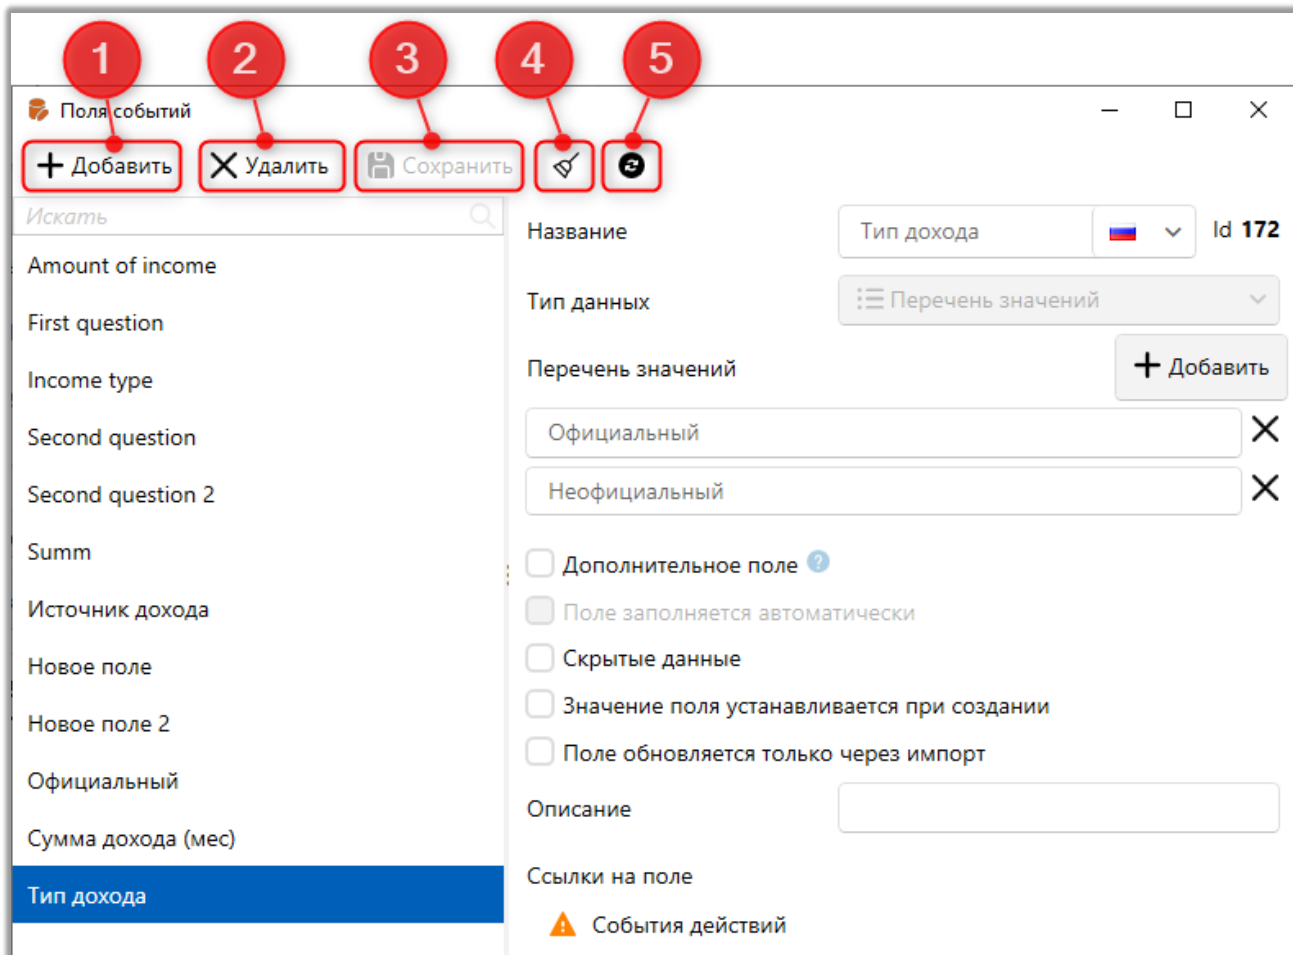 1 2 3 4 5
Поля событий
Добавить Удалить Сохранить
Искать
Название Тип дохода Id 172
Amount of income
Тип данных Перечень значений
First question
Перечень значений Добавить
Income type
Официальный
Second question
Неофициальный
Second question 2
Summ
Дополнительное поле ?
Источник дохода
Поле заполняется автоматически
Новое поле
Скрытые данные
Новое поле 2
Значение поля устанавливается при создании
Официальный
Поле обновляется только через импорт
Сумма дохода (мес)
Описание
Тип дохода
Ссылки на поле
События действий